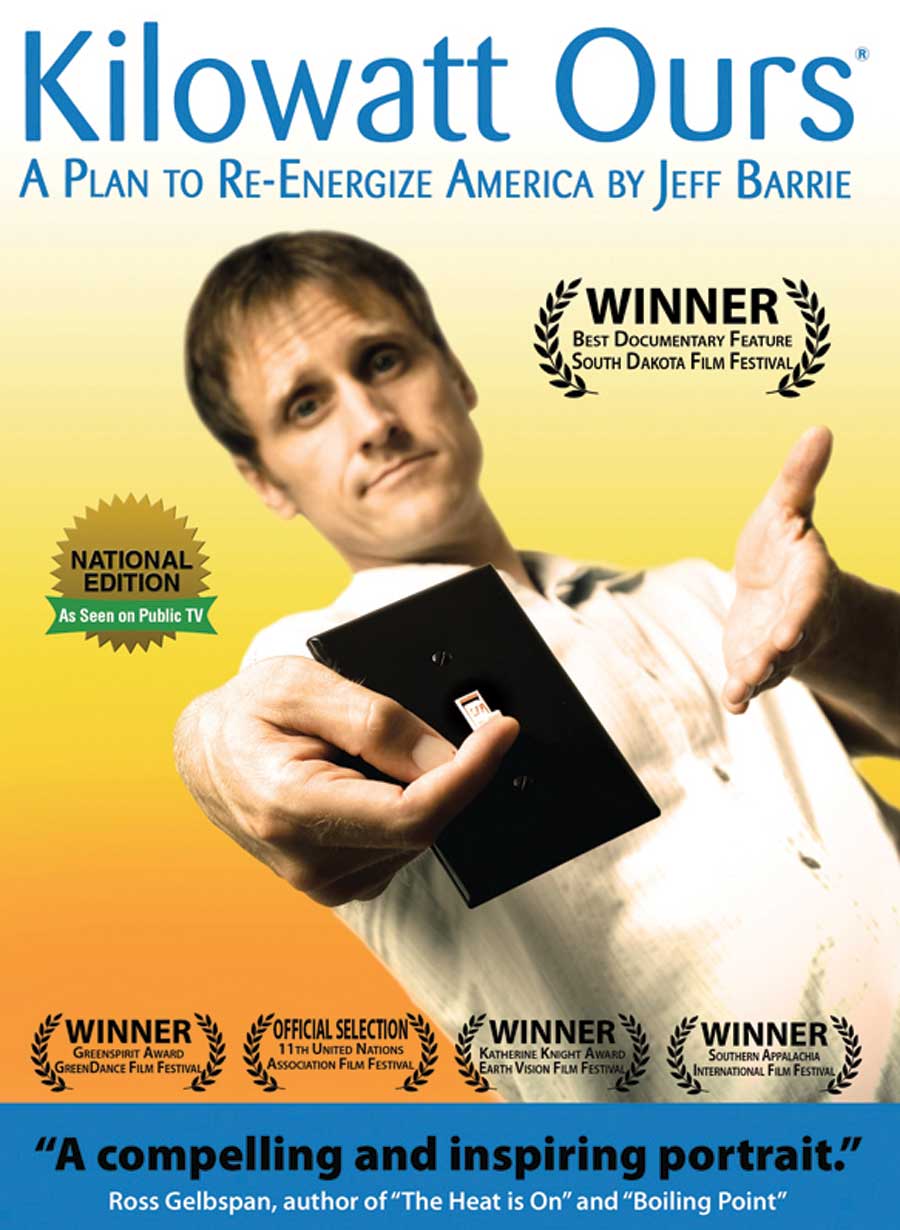 Kilowatt Ours®
A Plan to Re-Energize America by Jeff Barrie
WINNER
Best Documentary Feature
South Dakota Film Festival
NATIONAL
EDITION
As Seen on Public TV
WINNER
Greenspirit Award
GreenDance Film Festival
OFFICIAL SELECTION
11th United Nations
Association Film Festival
WINNER
Katherine Knight Award
Earth Vision Film Festival
WINNER
Southern Appalachia
International Film Festival
“A compelling and inspiring portrait.”
Ross Gelbspan, author of “The Heat is On” and “Boiling Point”